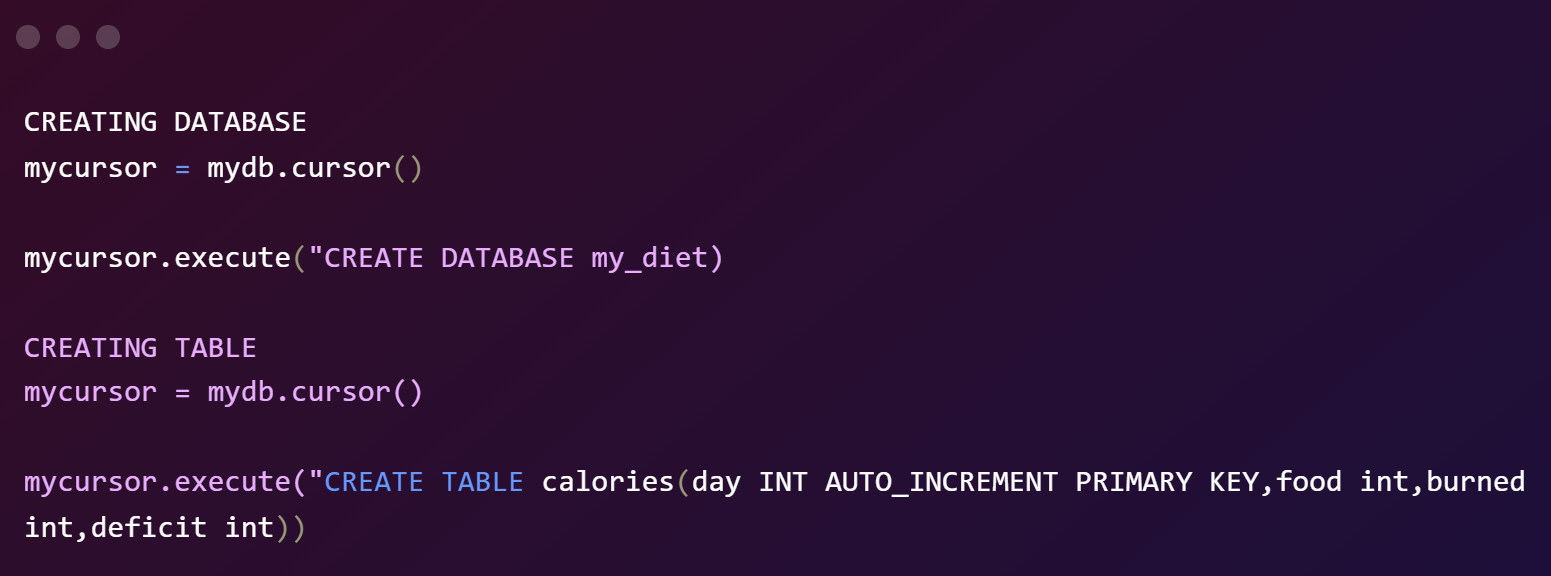 CREATING DATABASE
mycursor = mydb.cursor()
mycursor.execute("CREATE DATABASE my_diet)
CREATING TABLE
mycursor = mydb.cursor()
mycursor.execute("CREATE TABLE calories(day INT AUTO_INCREMENT PRIMARY KEY,food int,burned
int,deficit int))